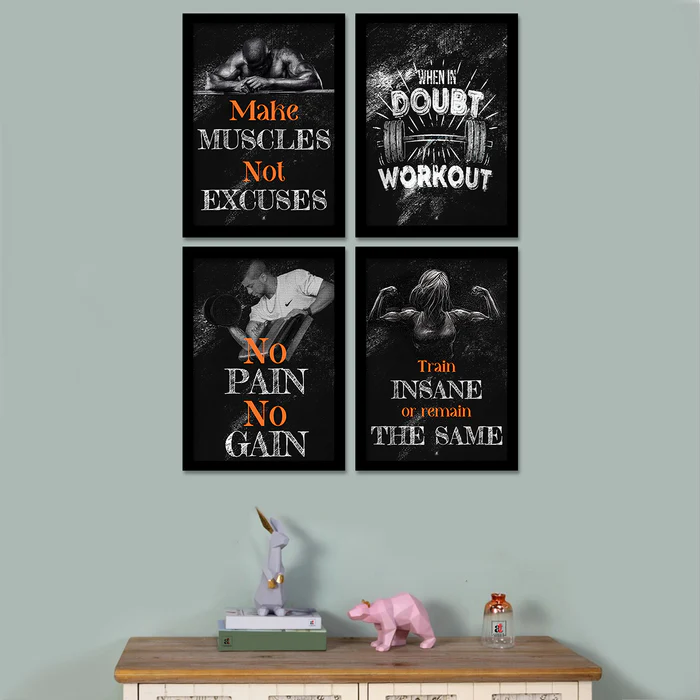 Make
MUSCLES
Not
EXCUSES
WHEN IN
DOUBT
WORKOUT
No
PAIN
No
GAIN
Train
INSANE
or remain
THE SAME